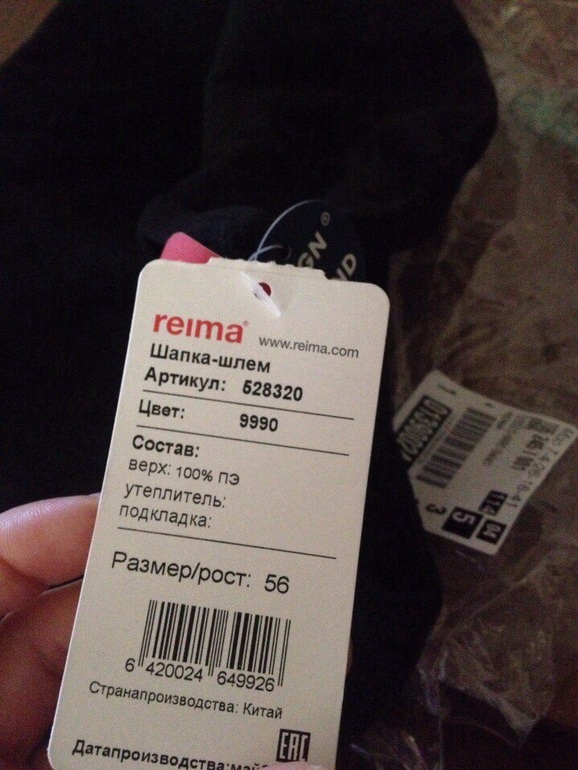 reima®
www.reima.com
Шапка-шлем
Артикул: 528320
Цвет: 9990
Состав:
верх: 100% ПЭ
утеплитель:
подкладка:
Размер/рост: 56
6 420024 649926
Странапроизводства: Китай
EAC
Датапроизводства: